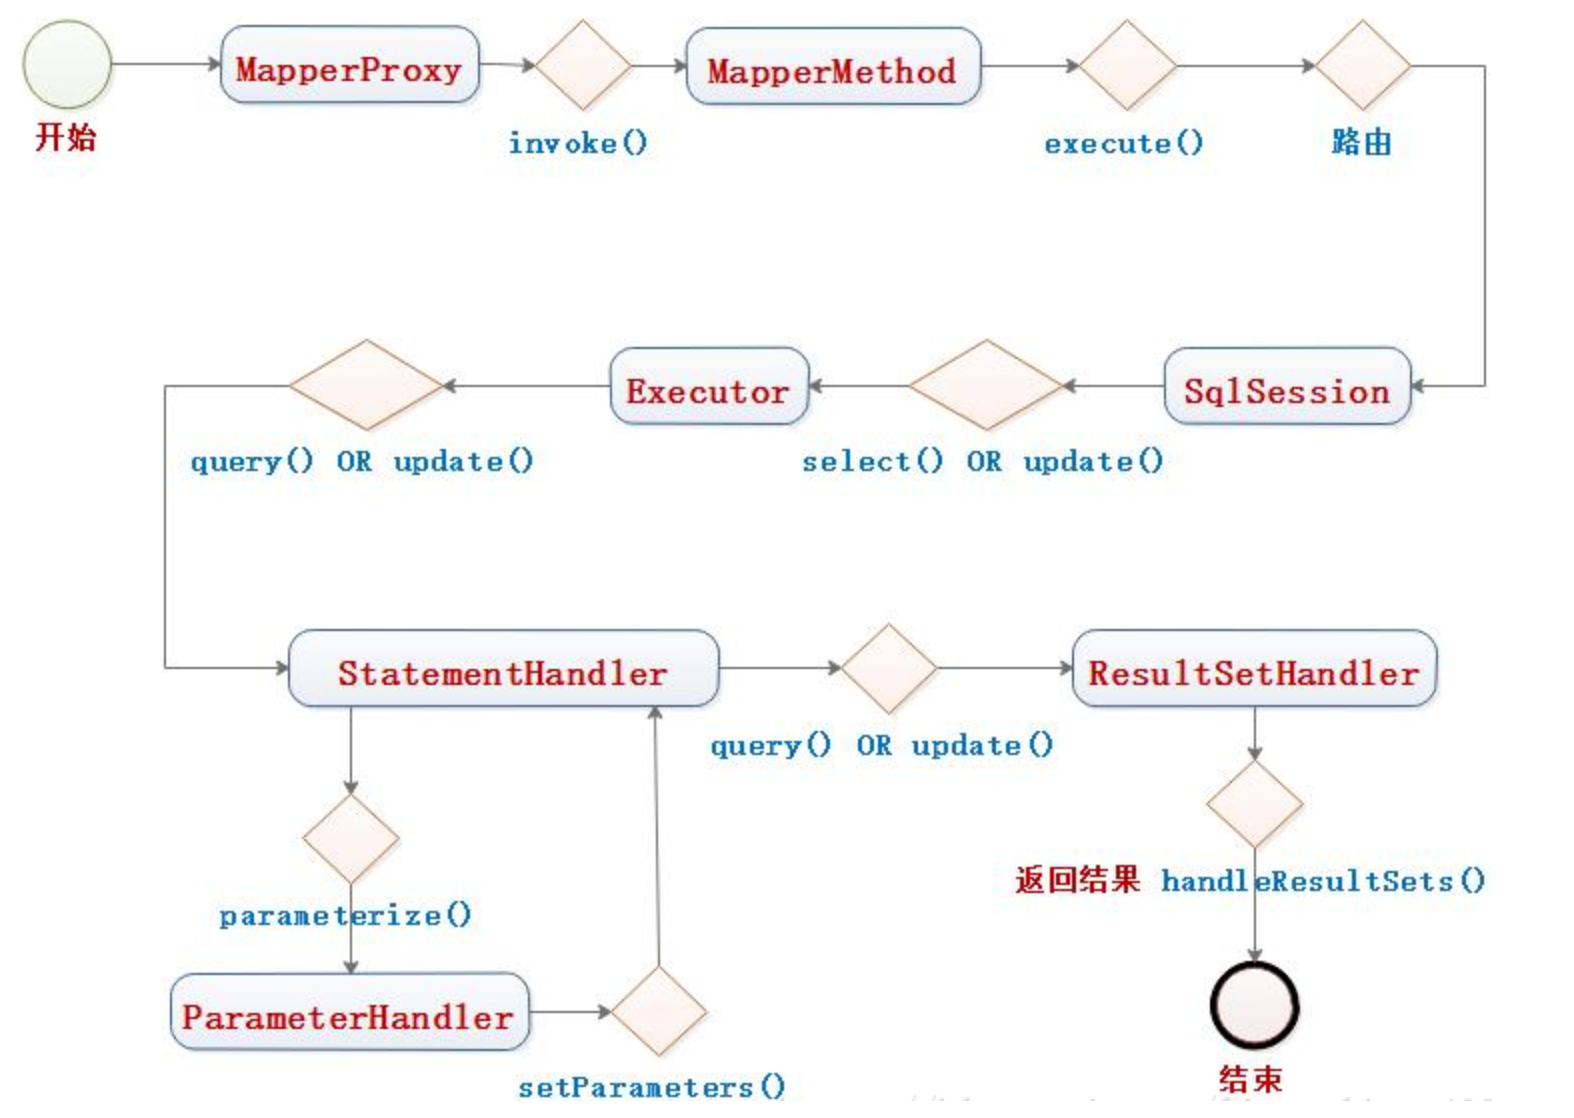 MapperProxy
MapperMethod
开始
invoke()
execute()
路由
Executor
SqlSession
query() OR update()
select() OR update()
StatementHandler
ResultSetHandler
query() OR update()
返回结果 handleResultSets()
parameterize()
ParameterHandler
setParameters()
结束